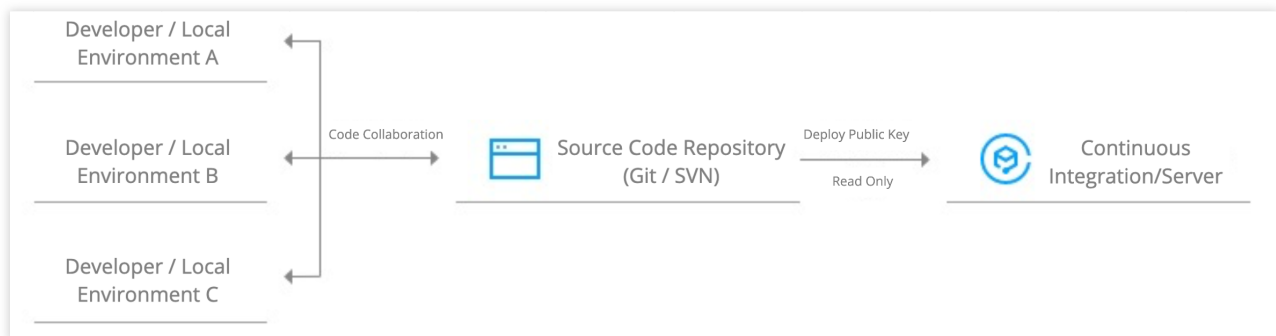 Developer / Local
Environment A
Developer / Local
Environment B
Developer / Local
Environment C
Code Collaboration
Source Code Repository
(Git / SVN)
Deploy Public Key
Read Only
Continuous
Integration/Server